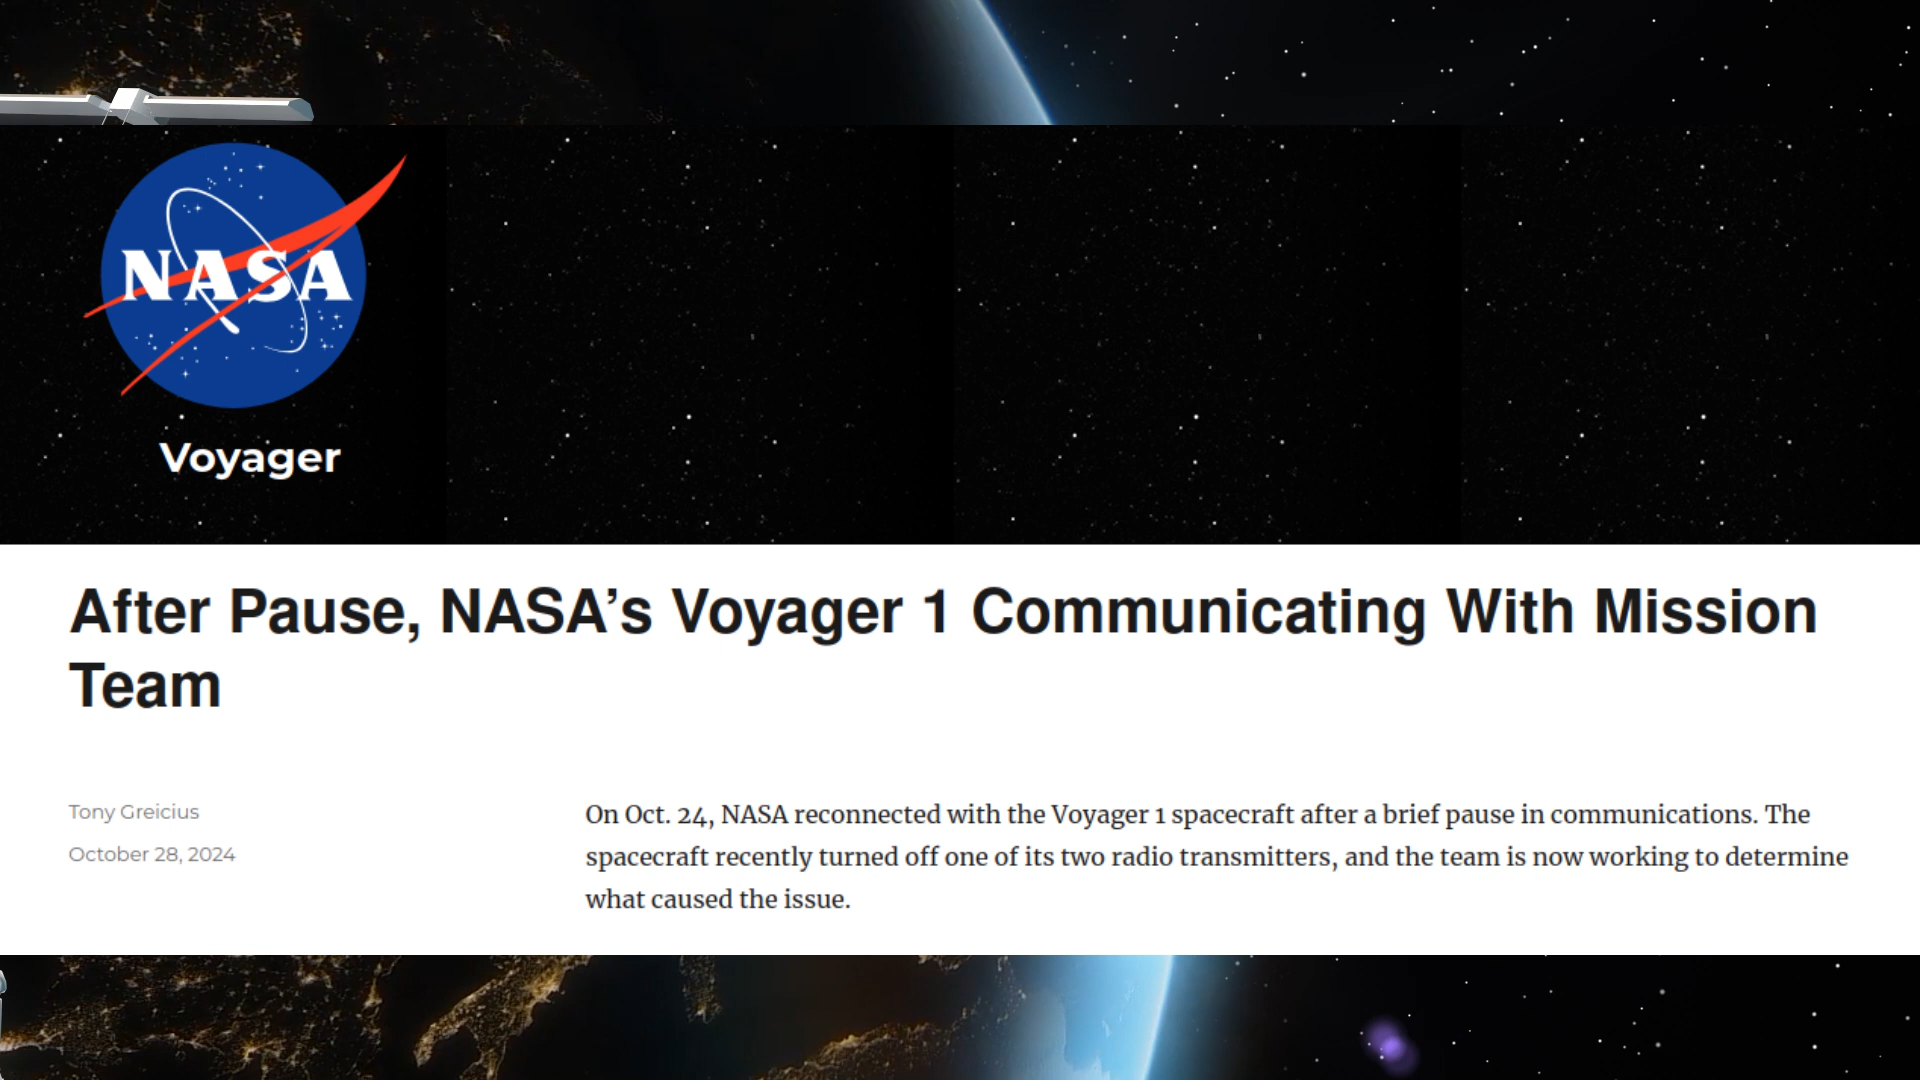 NASA
Voyager
After Pause, NASA’s Voyager 1 Communicating With Mission
Team
Tony Greicius
October 28, 2024
On Oct. 24, NASA reconnected with the Voyager 1 spacecraft after a brief pause in communications. The
spacecraft recently turned off one of its two radio transmitters, and the team is now working to determine
what caused the issue.